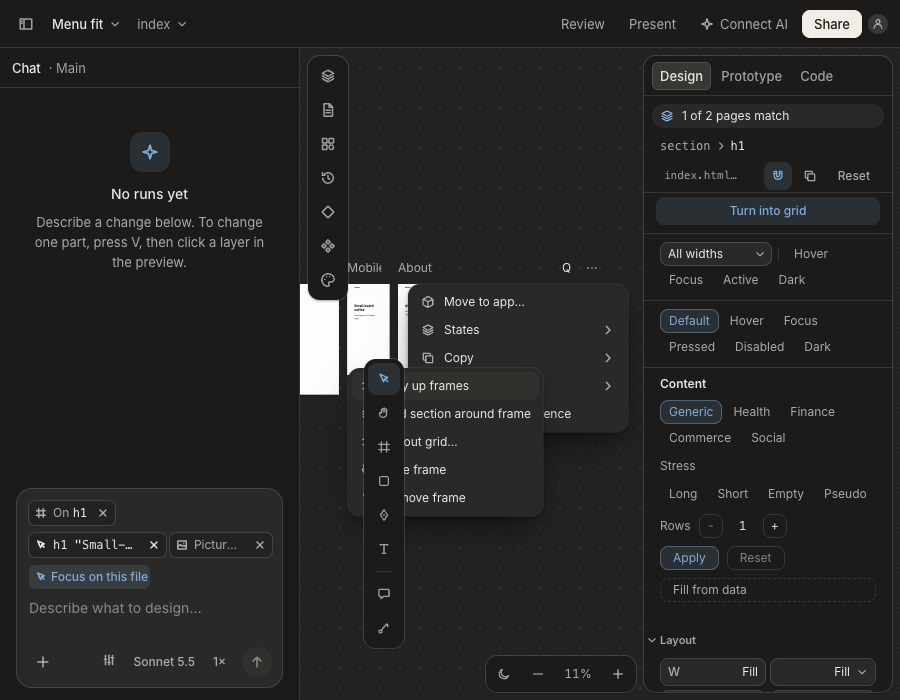 Menu fit
index
Review
Present
Connect AI
Share
Chat · Main
No runs yet
Describe a change below. To change
one part, press V, then click a layer in
the preview.
On h1
h1 "Small-…
Pictur…
Focus on this file
Describe what to design…
Sonnet 5.5
1×
Mobile
About
Q
Move to app...
States
Copy
up frames
section around frame
out grid...
frame
frame
11%
Design
Prototype
Code
1 of 2 pages match
section > h1
index.html…
Reset
Turn into grid
All widths
Hover
Focus
Active
Dark
Default
Hover
Focus
Pressed
Disabled
Dark
Content
Generic
Health
Finance
Commerce
Social
Stress
Long
Short
Empty
Pseudo
Rows
-
1
+
Apply
Reset
Fill from data
Layout
W
Fill
Fill